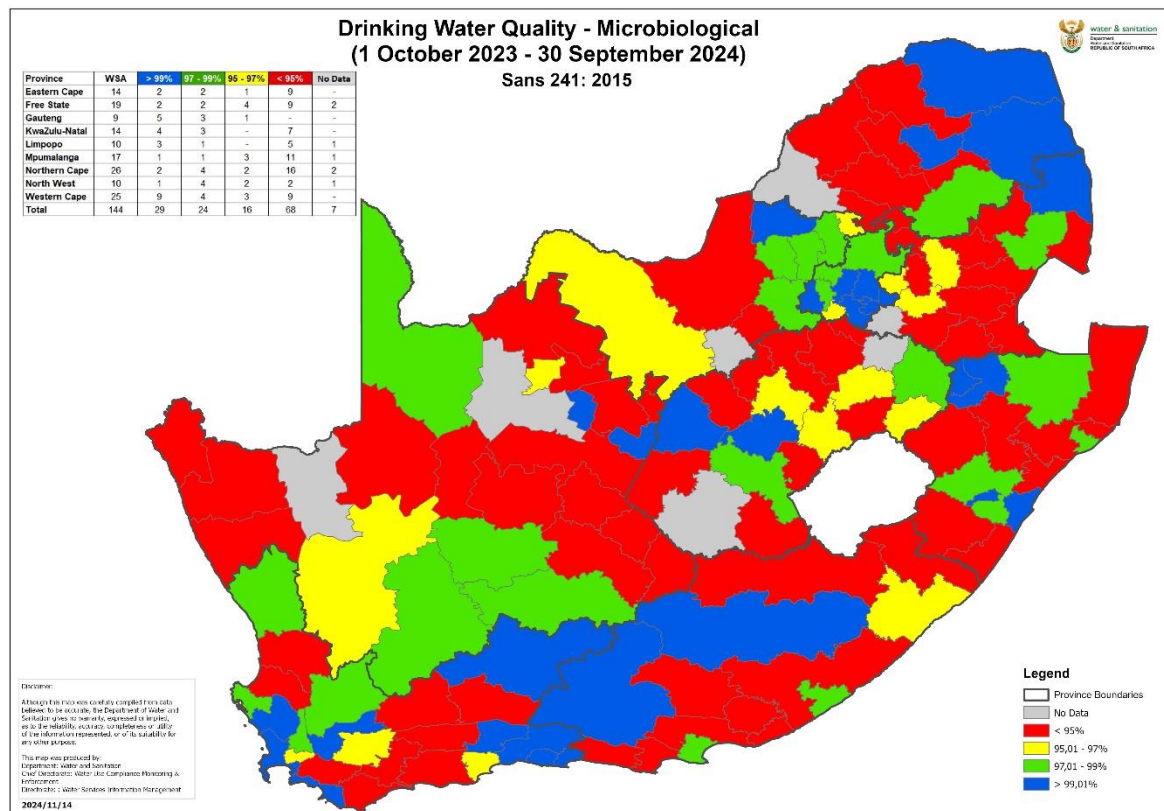 Drinking Water Quality - Microbiological
(1 October 2023 - 30 September 2024)
Sans 241: 2015
water & sanitation
Department:
Water and Sanitation
REPUBLIC OF SOUTH AFRICA
Province WSA > 99% 97 - 99% 95 - 97% < 95% No Data
Eastern Cape 14 2 2 1 9 -
Free State 19 2 2 4 9 2
Gauteng 9 5 3 1 - -
KwaZulu-Natal 14 4 3 - 7 -
Limpopo 10 3 1 - 5 1
Mpumalanga 17 1 1 3 11 1
Northern Cape 26 2 4 2 16 2
North West 10 1 4 2 2 1
Western Cape 25 9 4 3 9 -
Total 144 29 24 16 68 7
Legend
Province Boundaries
No Data
< 95%
95,01 - 97%
97,01 - 99%
> 99,01%
Disclaimer:
Although this map was carefully compiled from data
believed to be accurate, the Department of Water and
Sanitation gives no warranty, expressed or implied,
as to the reliability, accuracy, completeness or utility
of the information represented, or of its suitability for
any other purpose.
This map was produced by:
Department: Water and Sanitation
Chief Directorate: Water Use Compliance Monitoring &
Enforcement
Directorate: : Water Services Information Management
2024/11/14